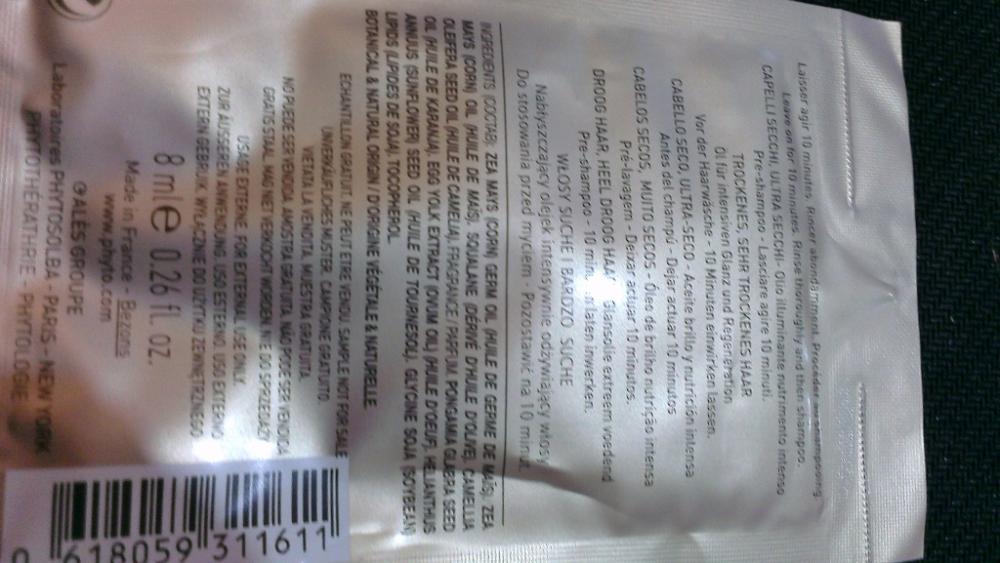 Laisser agir 10 minutes. Rincer abondamment. Procéder au shampooing.
Leave on for 10 minutes. Rinse thoroughly and then shampoo.
CAPELLI SECCHI, ULTRA SECCHI - Olio illuminante nutrimento intenso
Pre-shampoo - Lasciare agire 10 minuti.
TROCKENES, SEHR TROCKENES HAAR
Öl für intensiven Glanz und Regeneration
Vor der Haarwäsche - 10 Minuten einwirken lassen.
CABELLO SECO, ULTRA-SECO - Aceite brillo y nutrición intensa
Antes del champú - Dejar actuar 10 minutos
CABELOS SECOS, MUITO SECOS - Óleo de brilho nutrição intensa
Pré-lavagem - Deixar actuar 10 minutos.
DROOG HAAR, HEEL DROOG HAAR Glansolie extreem voedend
Pre-shampoo - 10 laten inwerken.
WŁOSY SUCHE I BARDZO SUCHE
Nabłyszczający olejek intensywnie odżywiający włosy
Do stosowania przed myciem - Pozostawić na 10 minut.
INGREDIENTS (COCTAB): ZEA MAYS (CORN) GERM OIL (HUILE DE GERME DE MAÏS), ZEA
MAYS (CORN) OIL (HUILE DE MAÏS), SQUALANE (DERIVE D'HUILE D'OLIVE), CAMELLIA
OLEIFERA SEED OIL (HUILE DE CAMELIA), FRAGRANCE / PARFUM, PONGAMIA GLABRA SEED
OIL (HUILE DE KARANJA), EGG YOLK EXTRACT OVUM OIL) (HUILE D'OEUF), HELIANTHUS
ANNUUS (SUNFLOWER) SEED OIL (HUILE DE TOURNESOL), GLYCINE SOJA (SOYBEAN)
LIPIDS (LIPIDES DE SOJA), TOCOPHEROL.
BOTANICAL & NATURAL ORIGIN / D'ORIGINE VÉGÉTALE & NATURELLE
ECHANTILLON GRATUIT. NE PEUT ETRE VENDU. SAMPLE NOT FOR SALE
UNVERKÄUFLICHES MUSTER. CAMPIONE GRATUITO.
VIETATA LA VENDITA. MUESTRA GRATUITA.
NO PUEDE SER VENDIDA. AMOSTRA GRATUITA. NÃO PODE SER VENDIDA
GRATIS STAAL. MAG NIET VERKOCHT WORDEN. DO SPRZEDAŻY
USAGE EXTERNE. FOR EXTERNAL USE ONLY.
ZUR ÄUSSEREN ANWENDUNG. USO ESTERNO. USO EXTERNO
EXTERN GEBRUIK. WYŁĄCZNIE DO UŻYTKU ZEWNĘTRZNEGO
8 ml e 0.26 fl. oz.
Made in France - Bezons
www.phyto.com
@ALÈS GROUPE
Laboratoires PHYTOSOLBA - PARIS - NEW YORK
PHYTOTHÉRATHRIE - PHYTOLOGIE
618059 311611